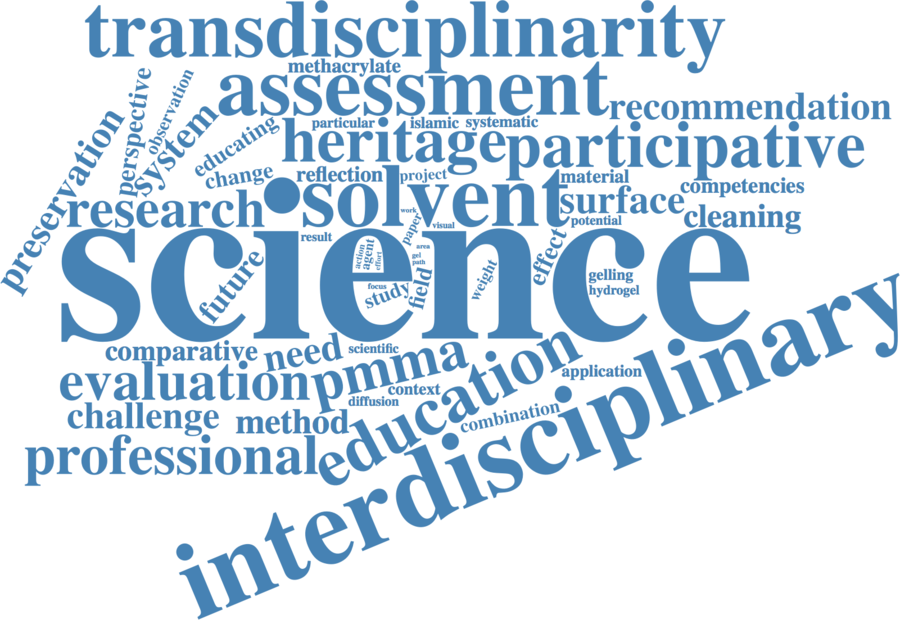 transdisciplinarity
methacrylate
assessment
recommendation
perspective
observation
preservation
system
educating
particular
islamic
systematic
heritage
participative
change
reflection
project
material
competencies
research
solvent
surface
cleaning
work
paper
visual
potential
result
science
future
action
agent
effort
area
gel
path
field
focus
study
weight
effect
gelling
hydrogel
comparative
need
scientific
evaluation
pmma
context
diffusion
education
application
challenge
method
combination
professional
interdisciplinary